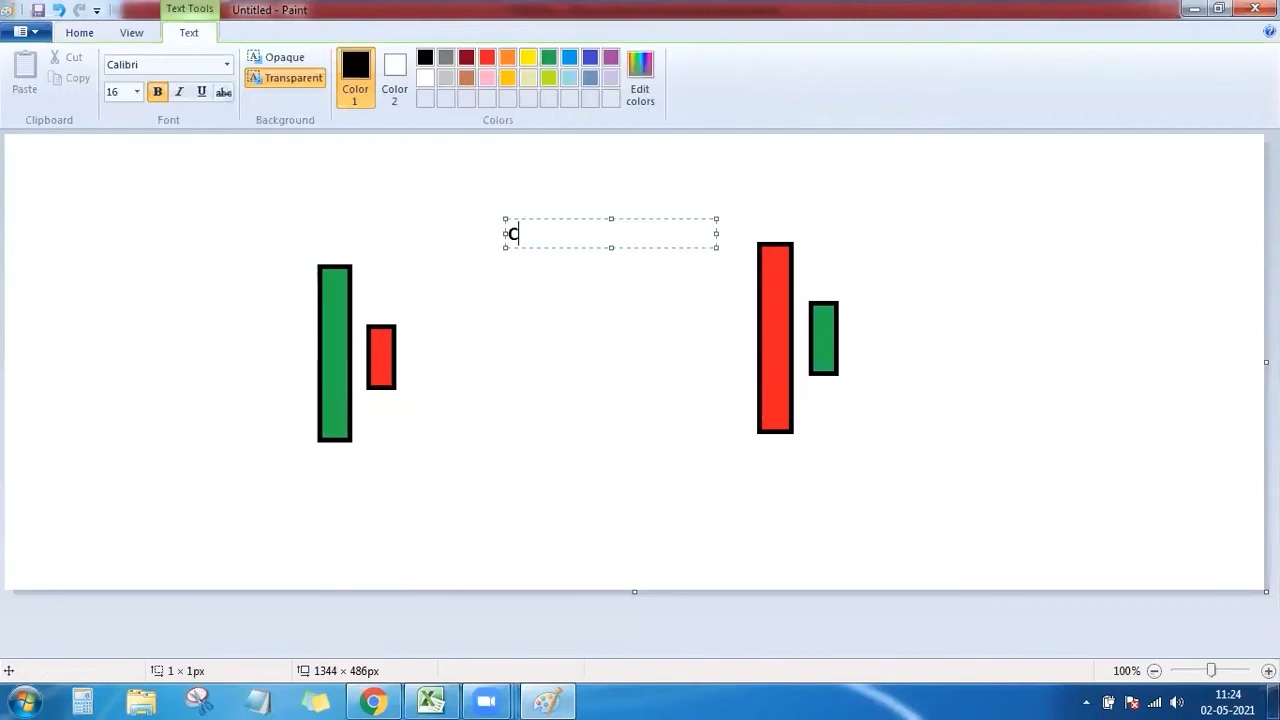 Text Tools
Untitled - Paint
Home
View
Text
Cut
Copy
Paste
Clipboard
Calibri
16
B I U abc
Font
Opaque
Transparent
Background
Color
1
Color
2
Edit
colors
Colors
C
1 × 1px
1344 × 486px
100%
11:24
02-05-2021